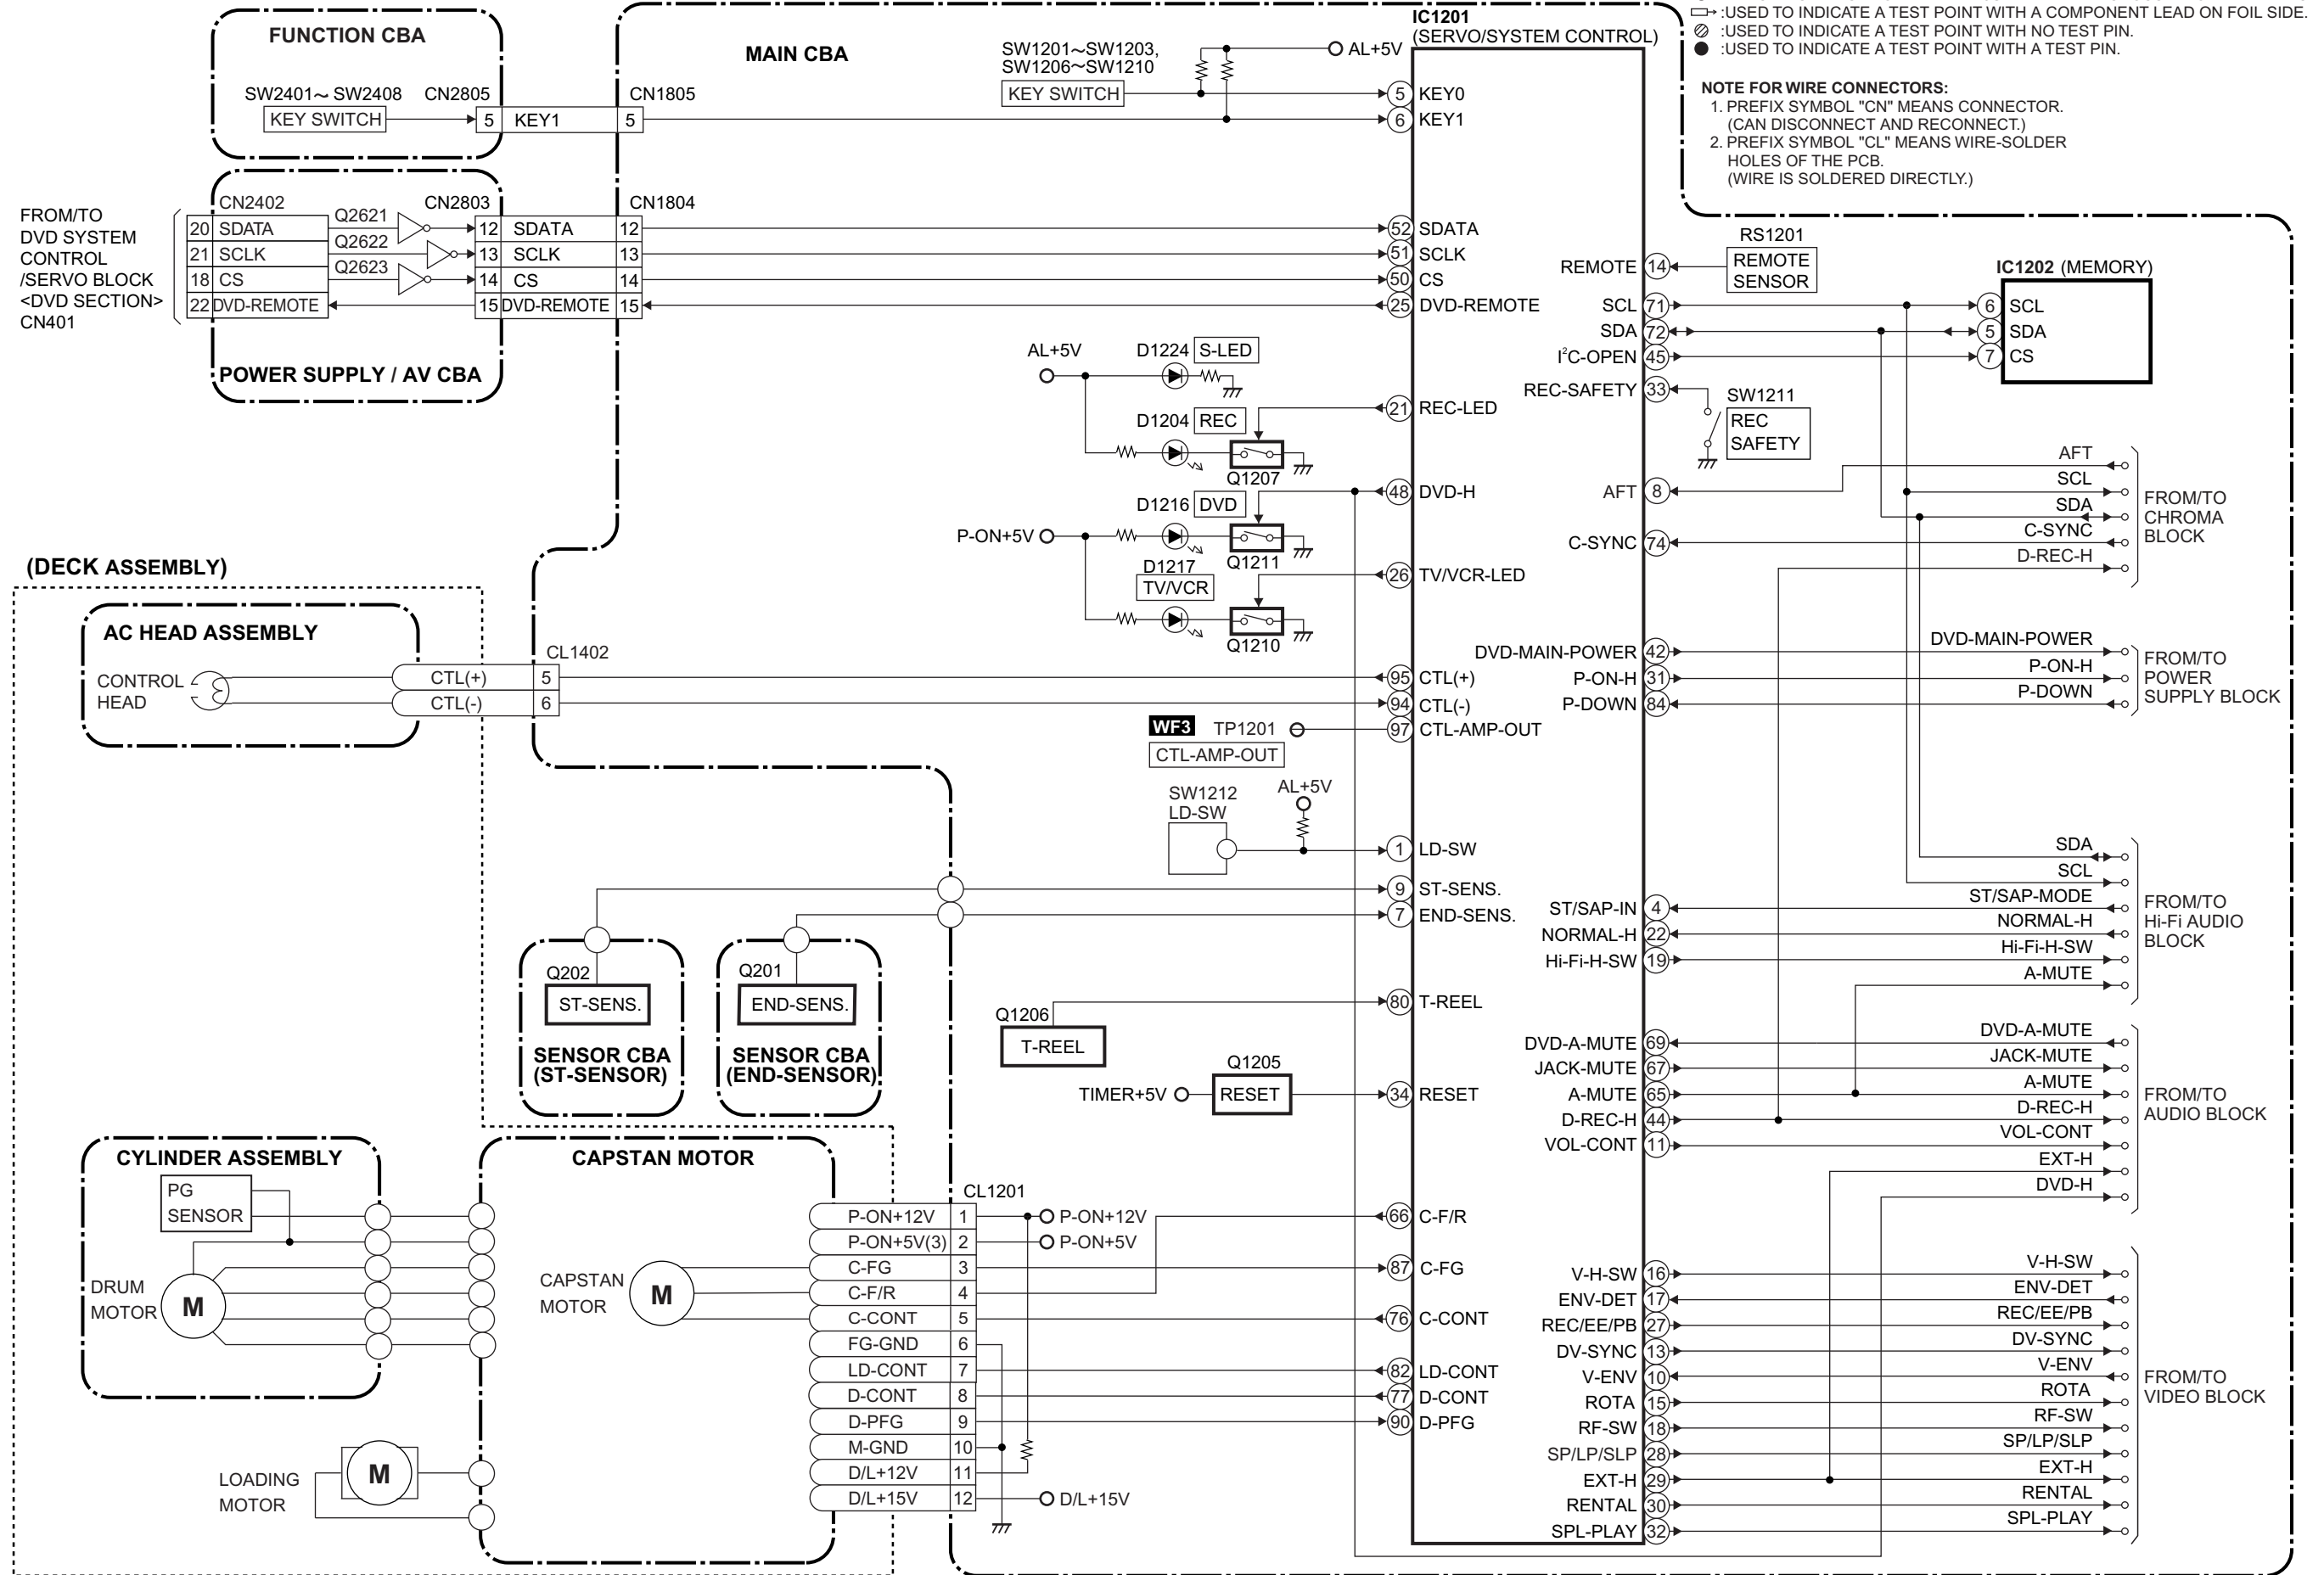 :USED TO INDICATE A TEST POINT WITH A COMPONENT LEAD ON FOIL SIDE.
:USED TO INDICATE A TEST POINT WITH NO TEST PIN.
:USED TO INDICATE A TEST POINT WITH A TEST PIN.
NOTE FOR WIRE CONNECTORS:
1. PREFIX SYMBOL "CN" MEANS CONNECTOR.
(CAN DISCONNECT AND RECONNECT.)
2. PREFIX SYMBOL "CL" MEANS WIRE-SOLDER
HOLES OF THE PCB.
(WIRE IS SOLDERED DIRECTLY.)
FUNCTION CBA
SW2401~ SW2408
KEY SWITCH
CN2805
5 KEY1
CN1805
5
MAIN CBA
SW1201~SW1203,
SW1206~SW1210
KEY SWITCH
AL+5V
IC1201
(SERVO/SYSTEM CONTROL)
5 KEY0
6 KEY1
FROM/TO
DVD SYSTEM
CONTROL
/SERVO BLOCK
<DVD SECTION>
CN401
CN2402
20 SDATA
21 SCLK
18 CS
22 DVD-REMOTE
Q2621
Q2622
Q2623
CN2803
CN1804
12 SDATA 12
13 SCLK 13
14 CS 14
15 DVD-REMOTE 15
POWER SUPPLY / AV CBA
52 SDATA
51 SCLK
50 CS
25 DVD-REMOTE
AL+5V
D1224 S-LED
D1204 REC
Q1207
21 REC-LED
D1216 DVD
P-ON+5V
Q1211
48 DVD-H
D1217
TV/VCR
Q1210
26 TV/VCR-LED
REMOTE 14
RS1201
REMOTE
SENSOR
SCL 71
SDA 72
I²C-OPEN 45
IC1202 (MEMORY)
6 SCL
5 SDA
7 CS
REC-SAFETY 33
SW1211
REC
SAFETY
AFT 8
C-SYNC 74
AFT
SCL
SDA
C-SYNC
D-REC-H
FROM/TO
CHROMA
BLOCK
(DECK ASSEMBLY)
AC HEAD ASSEMBLY
CONTROL
HEAD
CL1402
CTL(+) 5
CTL(-) 6
95 CTL(+)
94 CTL(-)
97 CTL-AMP-OUT
WF3 TP1201
CTL-AMP-OUT
DVD-MAIN-POWER 42
P-ON-H 31
P-DOWN 84
DVD-MAIN-POWER
P-ON-H
P-DOWN
FROM/TO
POWER
SUPPLY BLOCK
SW1212
LD-SW
AL+5V
1 LD-SW
9 ST-SENS.
7 END-SENS.
Q202
ST-SENS.
SENSOR CBA
(ST-SENSOR)
Q201
END-SENS.
SENSOR CBA
(END-SENSOR)
Q1206
T-REEL
80 T-REEL
TIMER+5V
Q1205
RESET
34 RESET
ST/SAP-IN 4
NORMAL-H 22
Hi-Fi-H-SW 19
SDA
SCL
ST/SAP-MODE
NORMAL-H
Hi-Fi-H-SW
A-MUTE
FROM/TO
Hi-Fi AUDIO
BLOCK
DVD-A-MUTE 69
JACK-MUTE 67
A-MUTE 65
D-REC-H 44
VOL-CONT 11
DVD-A-MUTE
JACK-MUTE
A-MUTE
D-REC-H
VOL-CONT
EXT-H
DVD-H
FROM/TO
AUDIO BLOCK
CYLINDER ASSEMBLY
PG
SENSOR
DRUM
MOTOR
M
CAPSTAN MOTOR
CAPSTAN
MOTOR
M
LOADING
MOTOR
M
CL1201
P-ON+12V 1
P-ON+5V(3) 2
C-FG 3
C-F/R 4
C-CONT 5
FG-GND 6
LD-CONT 7
D-CONT 8
D-PFG 9
M-GND 10
D/L+12V 11
D/L+15V 12
P-ON+12V
P-ON+5V
D/L+15V
66 C-F/R
87 C-FG
76 C-CONT
82 LD-CONT
77 D-CONT
90 D-PFG
V-H-SW 16
ENV-DET 17
REC/EE/PB 27
DV-SYNC 13
V-ENV 10
ROTA 15
RF-SW 18
SP/LP/SLP 28
EXT-H 29
RENTAL 30
SPL-PLAY 32
V-H-SW
ENV-DET
REC/EE/PB
DV-SYNC
V-ENV
ROTA
RF-SW
SP/LP/SLP
EXT-H
RENTAL
SPL-PLAY
FROM/TO
VIDEO BLOCK